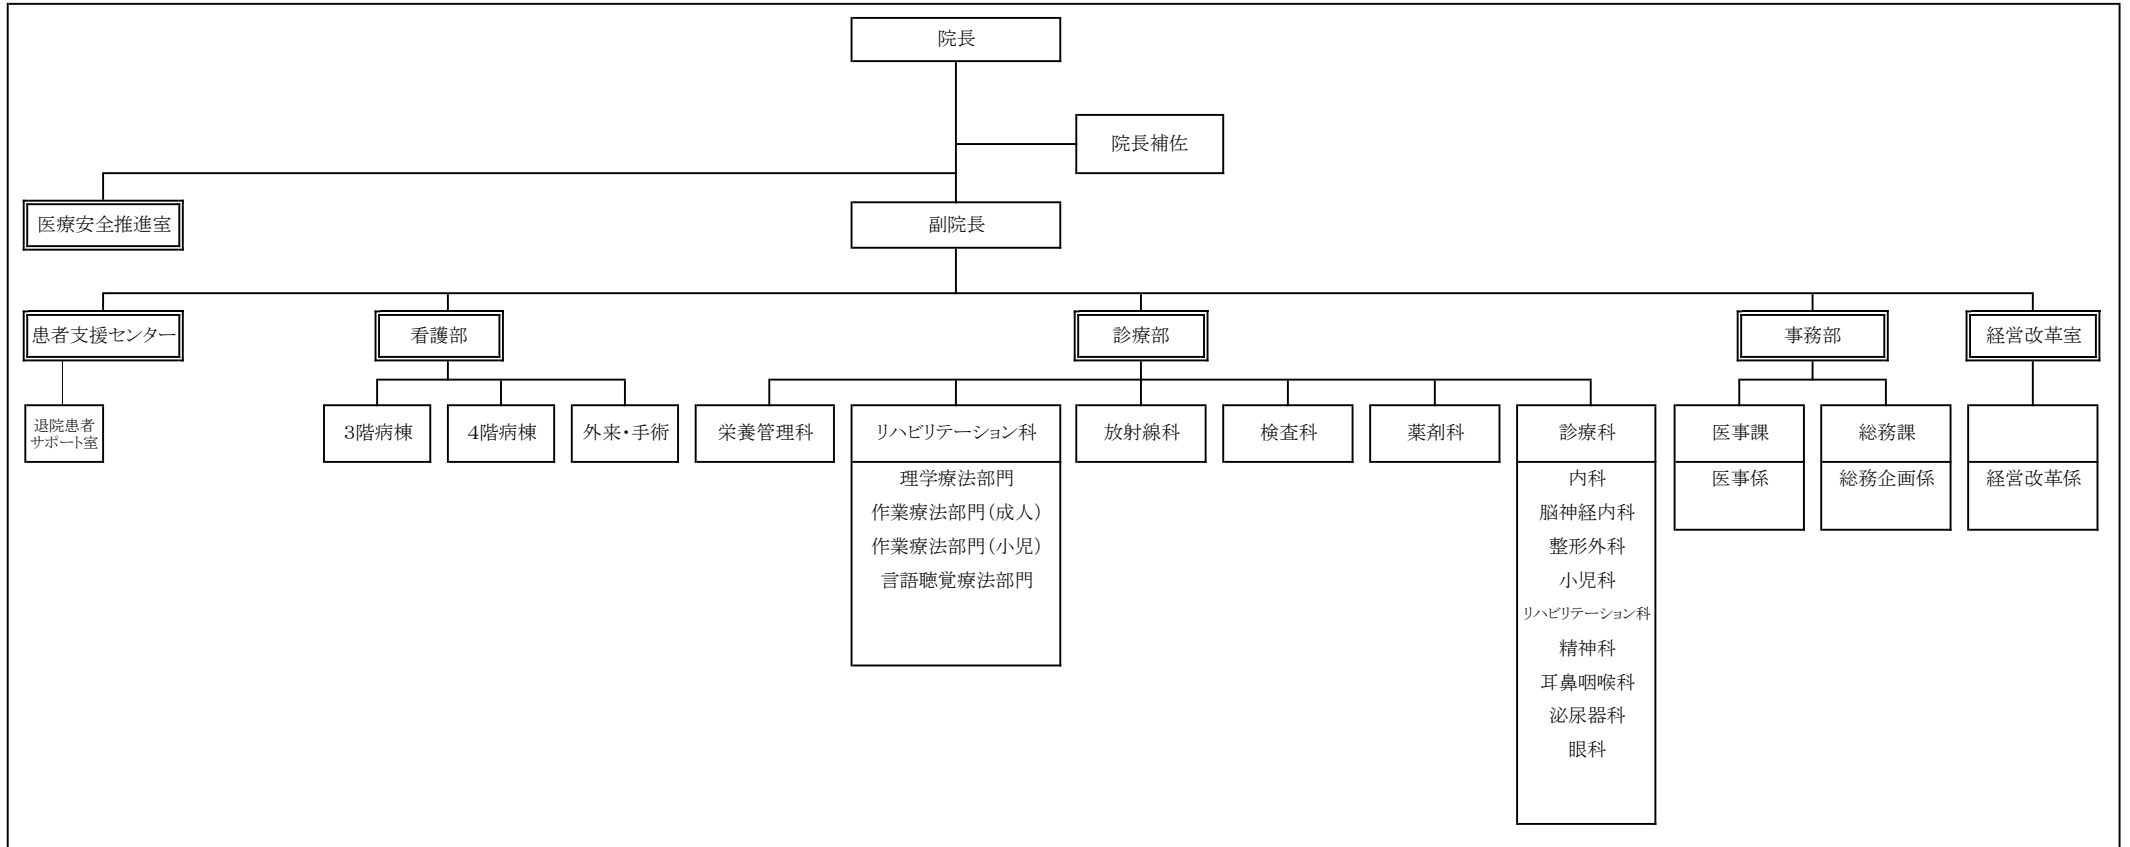 院長
院長補佐
医療安全推進室
副院長
患者支援センター
看護部
診療部
事務部
経営改革室
退院患者
サポート室
3階病棟
4階病棟
外来・手術
栄養管理科
リハビリテーション科
放射線科
検査科
薬剤科
診療科
医事課
総務課
理学療法部門
作業療法部門(成人)
作業療法部門(小児)
言語聴覚療法部門
内科
脳神経内科
整形外科
小児科
リハビリテーション科
精神科
耳鼻咽喉科
泌尿器科
眼科
医事係
総務企画係
経営改革係